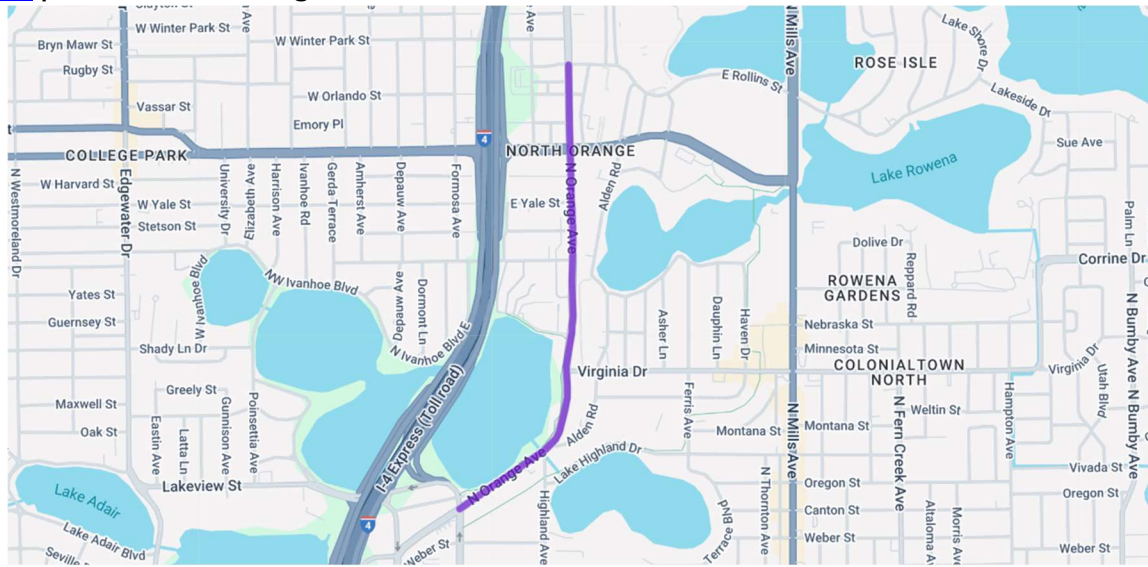 W Winter Park St
W Winter Park St
Bryn Mawr St
Rugby St
Vassar St
W Orlando St
Emory Pl
COLLEGE PARK
NORTH ORANGE
ROSE ISLE
N Mills Ave
E Rollins St
Lake Shore Dr
Lakeside Dr
Sue Ave
Lake Rowena
4
W Harvard St
W Yale St
Stetson St
N Westmoreland Dr
Edgewater Dr
University Dr
Elizabeth Ave
Harrison Ave
Ivanhoe Rd
Gerda Terrace
Amherst Ave
Depauw Ave
Formosa Ave
E Yale St
N Orange Ave
Alden Rd
Palm Ln
Dolive Dr
Reppard Rd
Corrine Dr
ROWENA
GARDENS
W Ivanhoe Blvd
NW Ivanhoe Blvd
Yates St
Guernsey St
Shady Ln Dr
Depauw Ave
Dormont Ln
N Ivanhoe Blvd E
Asher Ln
Dauphin Ln
Haven Dr
Nebraska St
Minnesota St
COLONIALTOWN
NORTH
Virginia Dr
Virginia Dr
N Bumby Ave
N Bumby Ave
Utah Blvd
Greely St
Maxwell St
Oak St
Eastin Ave
Latta Ln
Gunnison Ave
Poinsettia Ave
I-4 Express (Toll road)
Ferris Ave
Alden Rd
Montana St
Montana St
N Mills Ave
Weltin St
N Fern Creek Ave
Hampton Ave
Lake Highland Dr
N Orange Ave
Lakeview St
Lake Adair
Lake Adair Blvd
4
Weber St
Highland Ave
Terrace Blvd
N Thornton Ave
Oregon St
Canton St
Weber St
Altaloma A
Morris Ave
Vassar St
Vivada St
Oregon St
Weber St